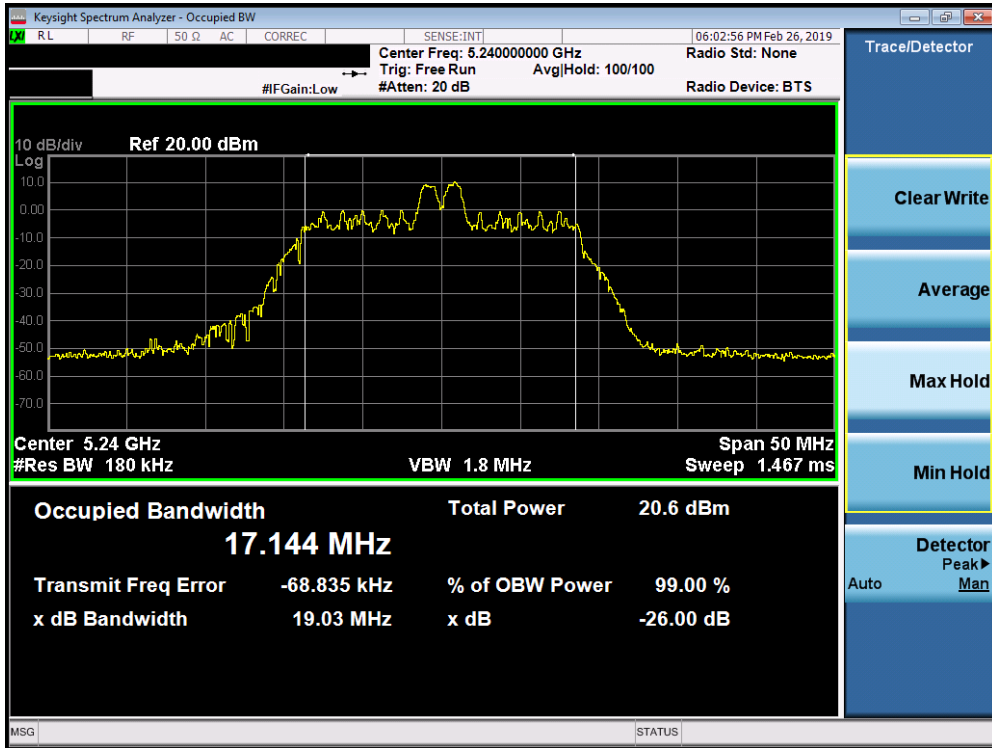 Keysight Spectrum Analyzer - Occupied BW
LXI RL RF 50 Ω AC CORREC SENSE:INT 06:02:56 PM Feb 26, 2019
Center Freq: 5.240000000 GHz Radio Std: None
Trig: Free Run Avg|Hold: 100/100
#IFGain:Low #Atten: 20 dB Radio Device: BTS
Trace/Detector
10 dB/div Ref 20.00 dBm
Log
10.0
0.00
-10.0
-20.0
-30.0
-40.0
-50.0
-60.0
-70.0
Center 5.24 GHz Span 50 MHz
#Res BW 180 kHz VBW 1.8 MHz Sweep 1.467 ms
Occupied Bandwidth Total Power 20.6 dBm
17.144 MHz
Transmit Freq Error -68.835 kHz % of OBW Power 99.00 %
x dB Bandwidth 19.03 MHz x dB -26.00 dB
Clear Write
Average
Max Hold
Min Hold
Detector
Peak▶
Auto Man
MSG STATUS